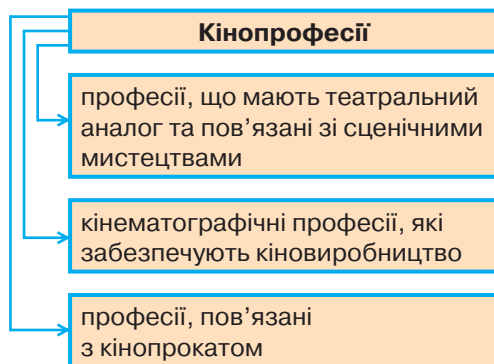 Кінопрофесії
професії, що мають театральний
аналог та пов’язані зі сценічними
мистецтвами
кінематографічні професії, які
забезпечують кіновиробництво
професії, пов’язані
з кінопрокатом